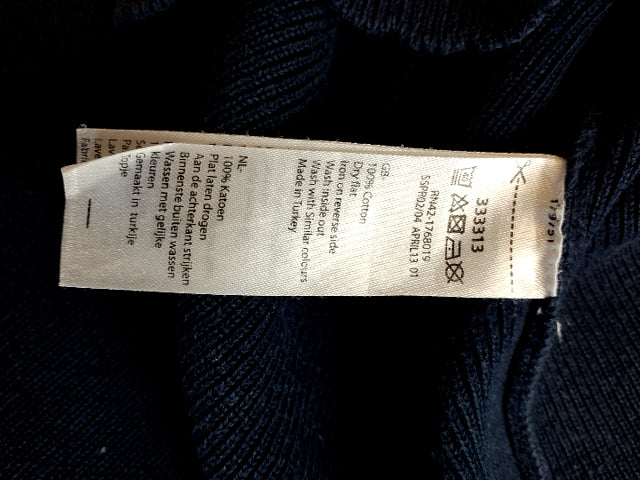 333313
RN42-1768019
SSPW02/04 APRIL13 01
GB-
100% Cotton
Dry flat
Iron on reverse side
Wash inside out
Wash with Similar colours
Made in Turkey
NL-
100% Katoen
Plat laten drogen
Aan de achterkant strijken
Binnenste buiten wassen
Wassen met gelijke
kleuren
Gemaakt in turkije